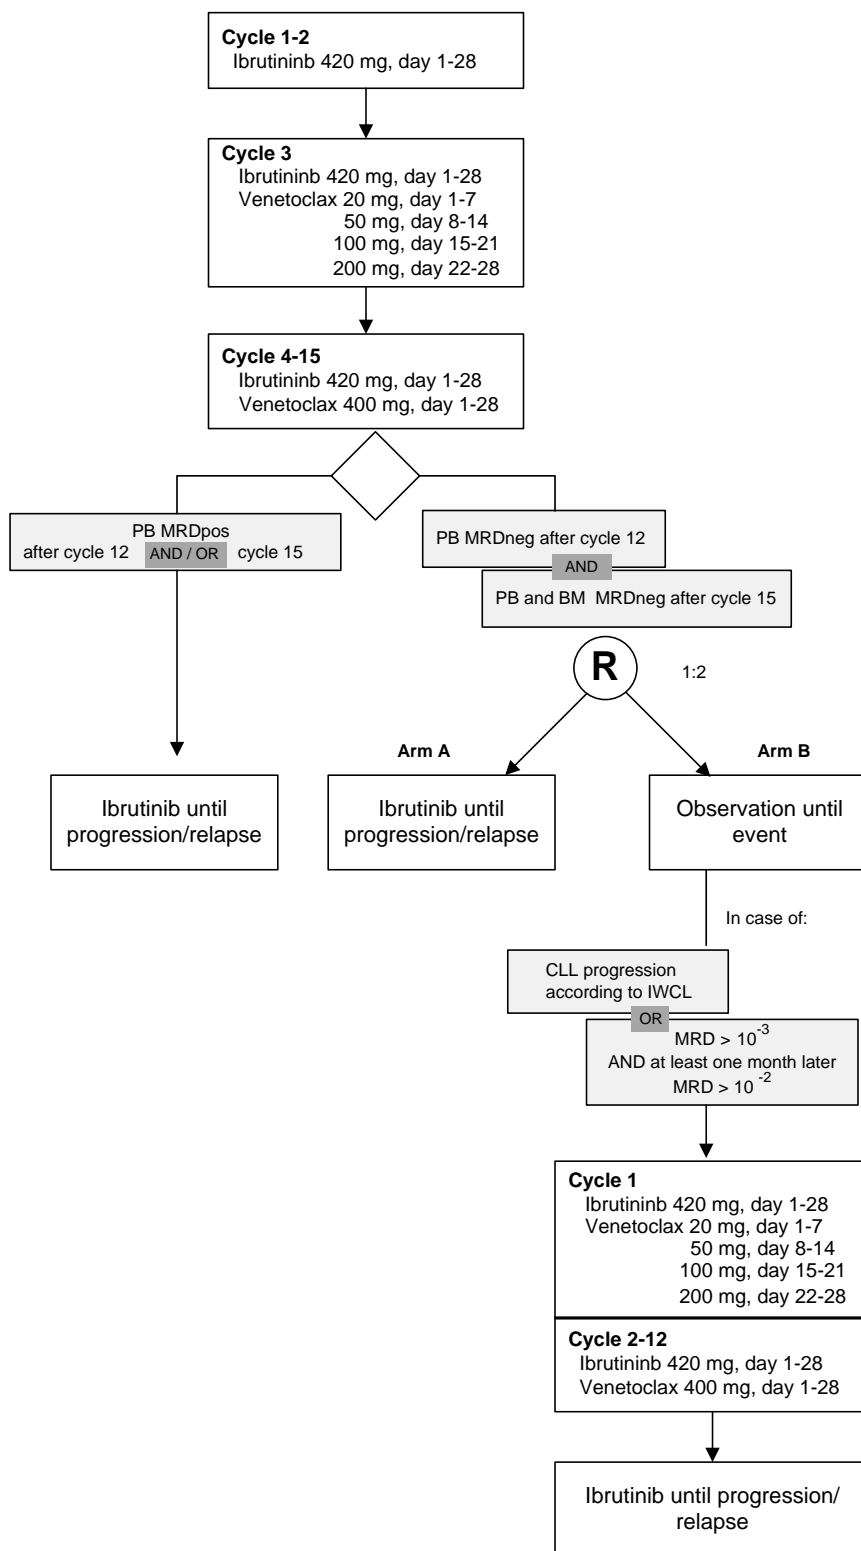 Cycle 1-2
Ibrutininb 420 mg, day 1-28
Cycle 3
Ibrutininb 420 mg, day 1-28
Venetoclax 20 mg, day 1-7
50 mg, day 8-14
100 mg, day 15-21
200 mg, day 22-28
Cycle 4-15
Ibrutininb 420 mg, day 1-28
Venetoclax 400 mg, day 1-28
PB MRDpos
after cycle 12 AND / OR cycle 15
PB MRDneg after cycle 12
AND
PB and BM MRDneg after cycle 15
R
1:2
Arm A
Arm B
Ibrutinib until
progression/relapse
Ibrutinib until
progression/relapse
Observation until
event
In case of:
CLL progression
according to IWCL
OR
MRD > 10⁻³
AND at least one month later
MRD > 10⁻²
Cycle 1
Ibrutininb 420 mg, day 1-28
Venetoclax 20 mg, day 1-7
50 mg, day 8-14
100 mg, day 15-21
200 mg, day 22-28
Cycle 2-12
Ibrutininb 420 mg, day 1-28
Venetoclax 400 mg, day 1-28
Ibrutinib until progression/
relapse